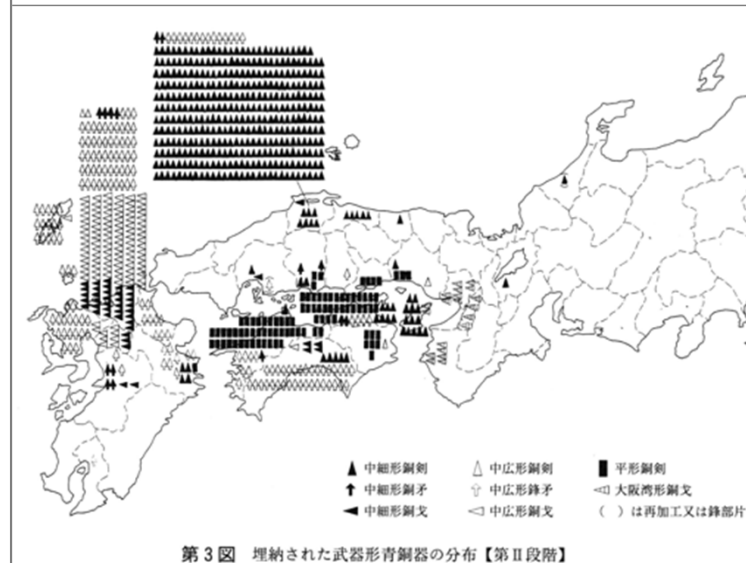 中細形銅剣 中広形銅剣 平形銅剣
中細形銅矛 中広形鋒矛 大阪湾形銅戈
中細形銅戈 中広形銅戈 ( )は再加工又は鋒部片
第3図 埋納された武器形青銅器の分布【第Ⅱ段階】